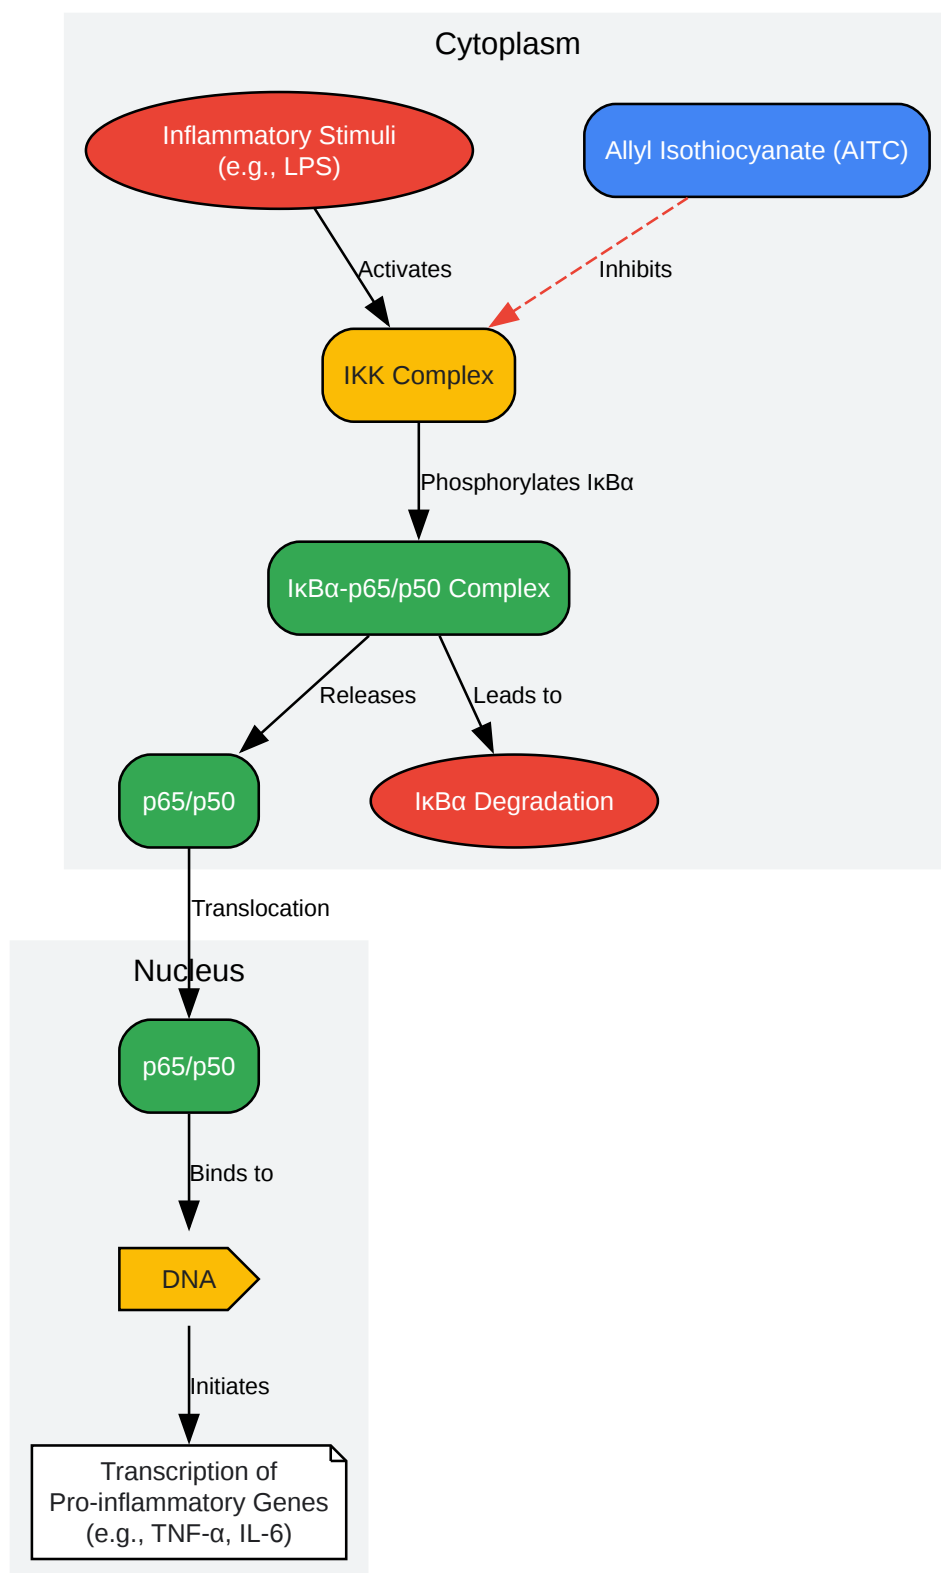 Cytoplasm
Inflammatory Stimuli
(e.g., LPS)
Allyl Isothiocyanate (AITC)
Activates
Inhibits
IKK Complex
Phosphorylates IκBα
IκBα-p65/p50 Complex
Releases
Leads to
p65/p50
IκBα Degradation
Translocation
Nucleus
p65/p50
Binds to
DNA
Initiates
Transcription of
Pro-inflammatory Genes
(e.g., TNF-α, IL-6)